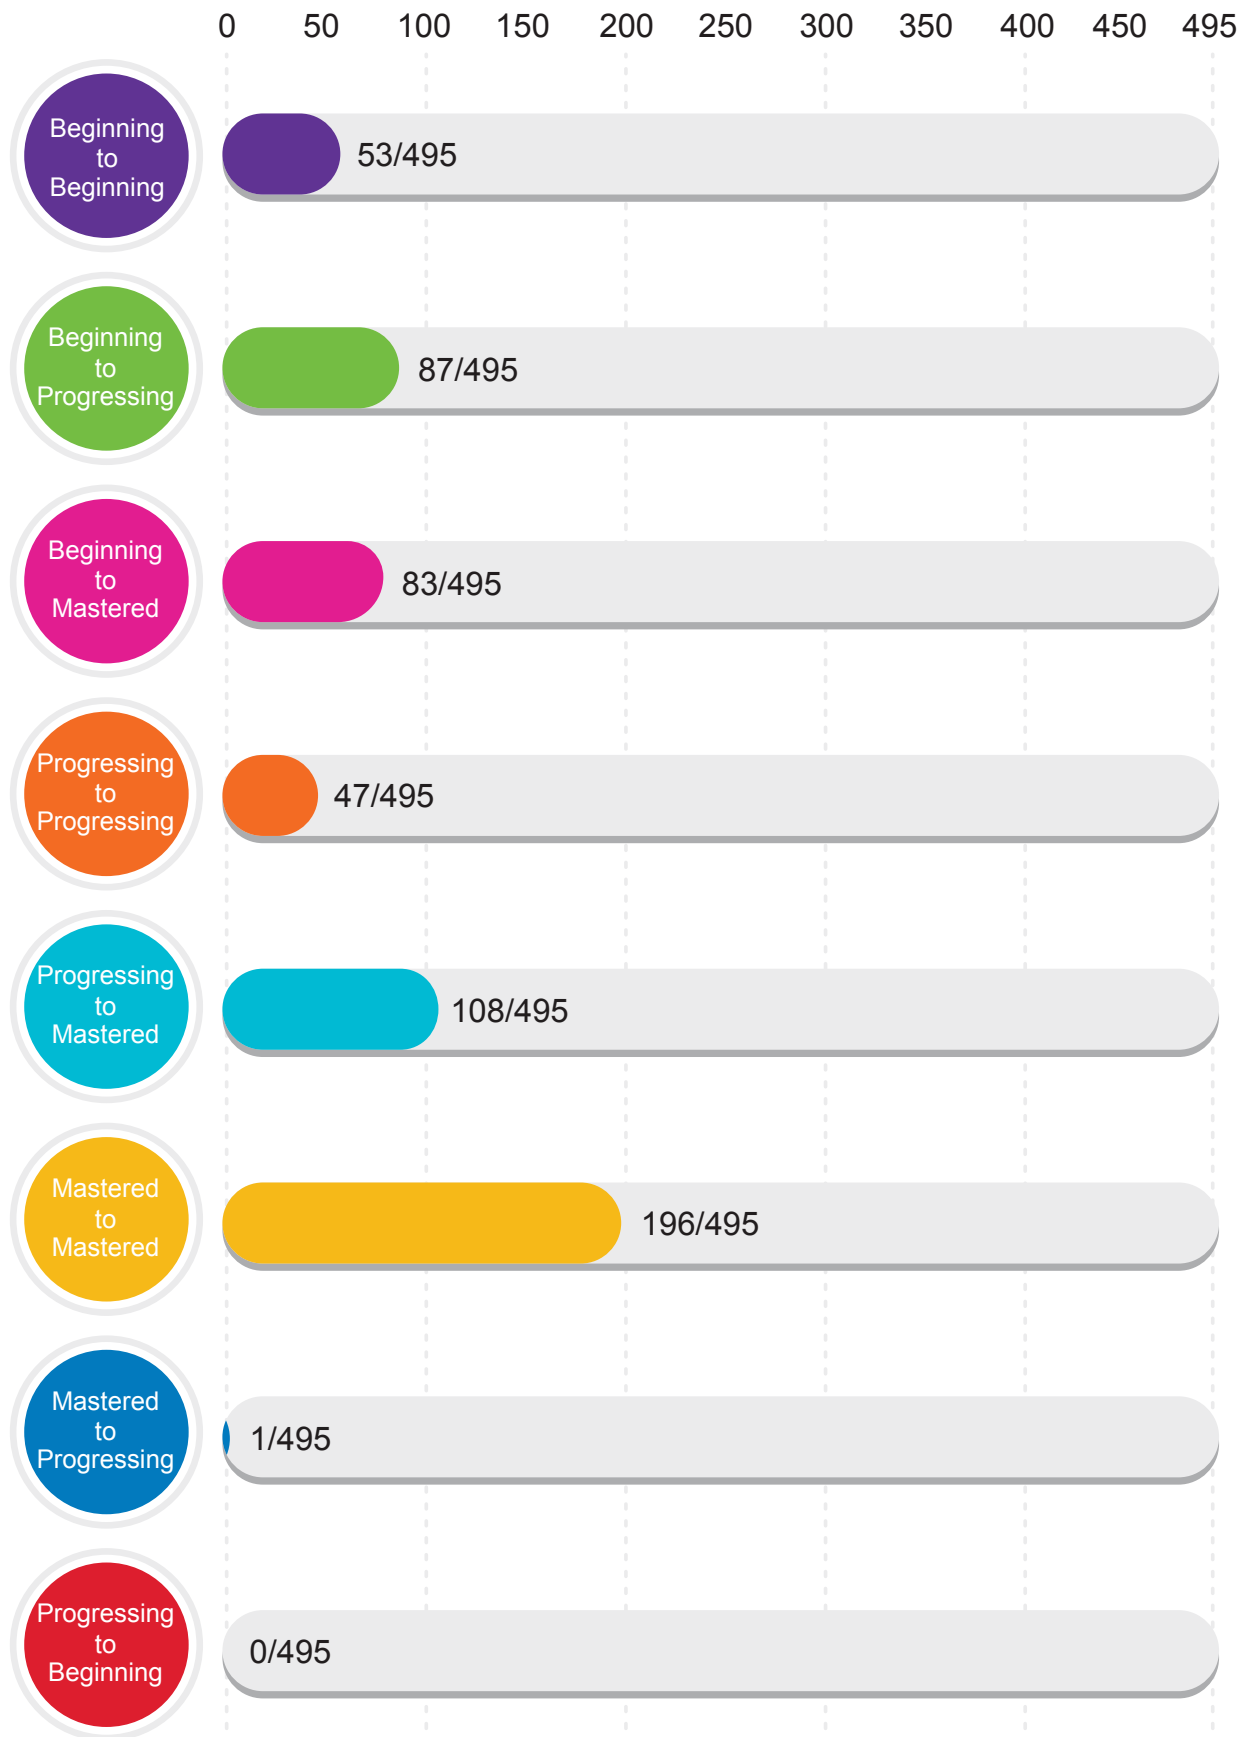 0 50 100 150 200 250 300 350 400 450 495
Beginning
to
Beginning
53/495
Beginning
to
Progressing
87/495
Beginning
to
Mastered
83/495
Progressing
to
Progressing
47/495
Progressing
to
Mastered
108/495
Mastered
to
Mastered
196/495
Mastered
to
Progressing
1/495
Progressing
to
Beginning
0/495